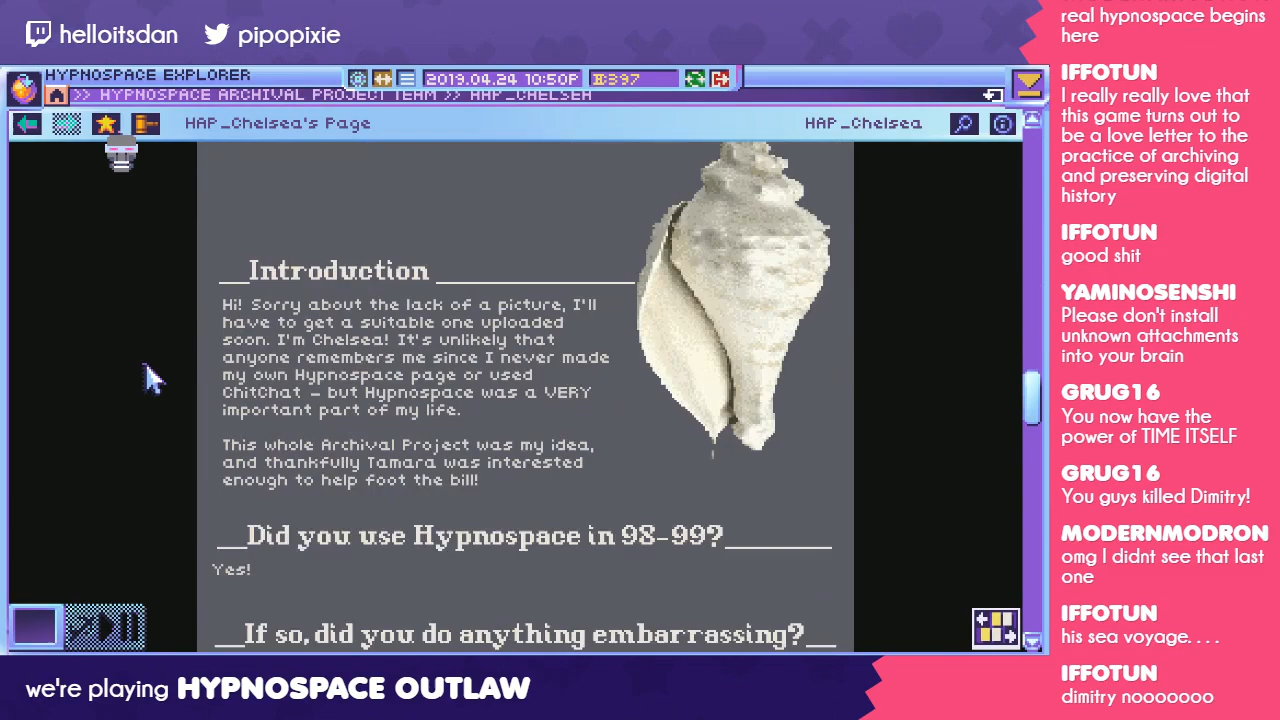 helloitsdan
pipopixie
HYPNOSPACE EXPLORER
2019.04.24 10:50P
397
>> HYPNOSPACE ARCHIVAL PROJECT TEAM >> HAP_CHELSEA
HAP_Chelsea's Page
HAP_Chelsea
__Introduction
Hi! Sorry about the lack of a picture, I'll
have to get a suitable one uploaded
soon. I'm Chelsea! It's unlikely that
anyone remembers me since I never made
my own Hypnospace page or used
ChitChat - but Hypnospace was a VERY
important part of my life.
This whole Archival Project was my idea,
and thankfully Tamara was interested
enough to help foot the bill!
__Did you use Hypnospace in 98-99?
Yes!
__If so, did you do anything embarrassing?__
we're playing HYPNOSPACE OUTLAW
real hypnospace begins
here
IFFOTUN
I really really love that
this game turns out to
be a love letter to the
practice of archiving
and preserving digital
history
IFFOTUN
good shit
YAMINOSENSHI
Please don't install
unknown attachments
into your brain
GRUG16
You now have the
power of TIME ITSELF
GRUG16
You guys killed Dimitry!
MODERNMODRON
omg I didnt see that last
one
IFFOTUN
his sea voyage. . . .
IFFOTUN
dimitry nooooooo